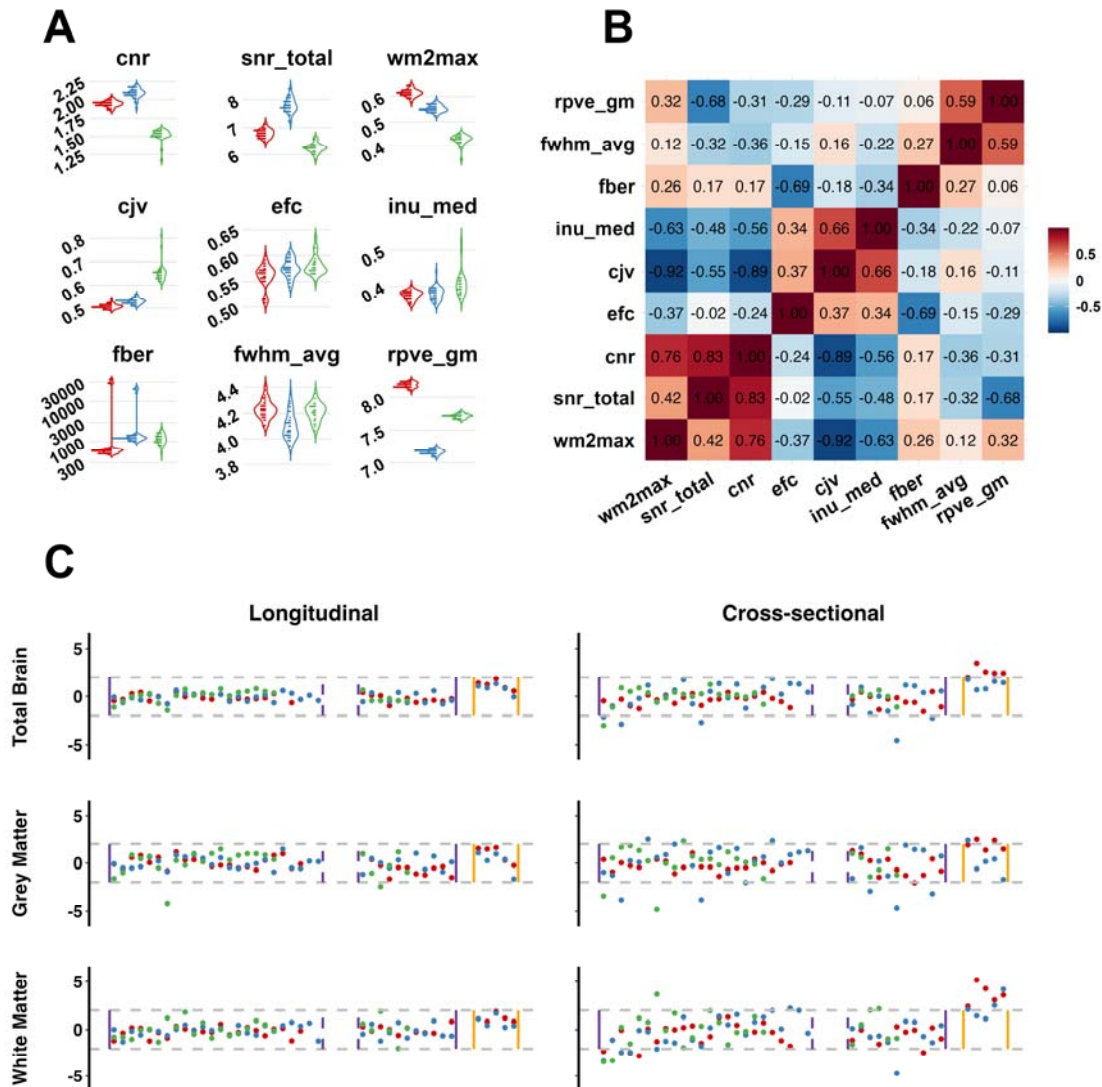 A
cnr
2.25
2.00
1.75
1.50
1.25
snr_total
8
7
6
wm2max
0.6
0.5
0.4
cjv
0.8
0.7
0.6
0.5
efc
0.65
0.60
0.55
0.50
inu_med
0.5
0.4
fber
30000
10000
3000
1000
300
fwhm_avg
4.4
4.2
4.0
3.8
rpve_gm
8.0
7.5
7.0
B
rpve_gm 0.32 -0.68 -0.31 -0.29 -0.11 -0.07 0.06 0.59 1.00
fwhm_avg 0.12 -0.32 -0.36 -0.15 0.16 -0.22 0.27 1.00 0.59
fber 0.26 0.17 0.17 -0.69 -0.18 -0.34 1.00 0.27 0.06
inu_med -0.63 -0.48 -0.56 0.34 0.66 1.00 -0.34 -0.22 -0.07
cjv -0.92 -0.55 -0.89 0.37 1.00 0.66 -0.18 0.16 -0.11
efc -0.37 -0.02 -0.24 1.00 0.37 0.34 -0.69 -0.15 -0.29
cnr 0.76 0.83 1.00 -0.24 -0.89 -0.56 0.17 -0.36 -0.31
snr_total 0.42 1.00 0.83 -0.02 -0.55 -0.48 0.17 -0.32 -0.68
wm2max 1.00 0.42 0.76 -0.37 -0.92 -0.63 0.26 0.12 0.32
wm2max snr_total cnr efc cjv inu_med fber fwhm_avg rpve_gm
0.5
0
-0.5
C
Longitudinal
Cross-sectional
Total Brain
5
0
-5
5
0
-5
Grey Matter
5
0
-5
5
0
-5
White Matter
5
0
-5
5
0
-5